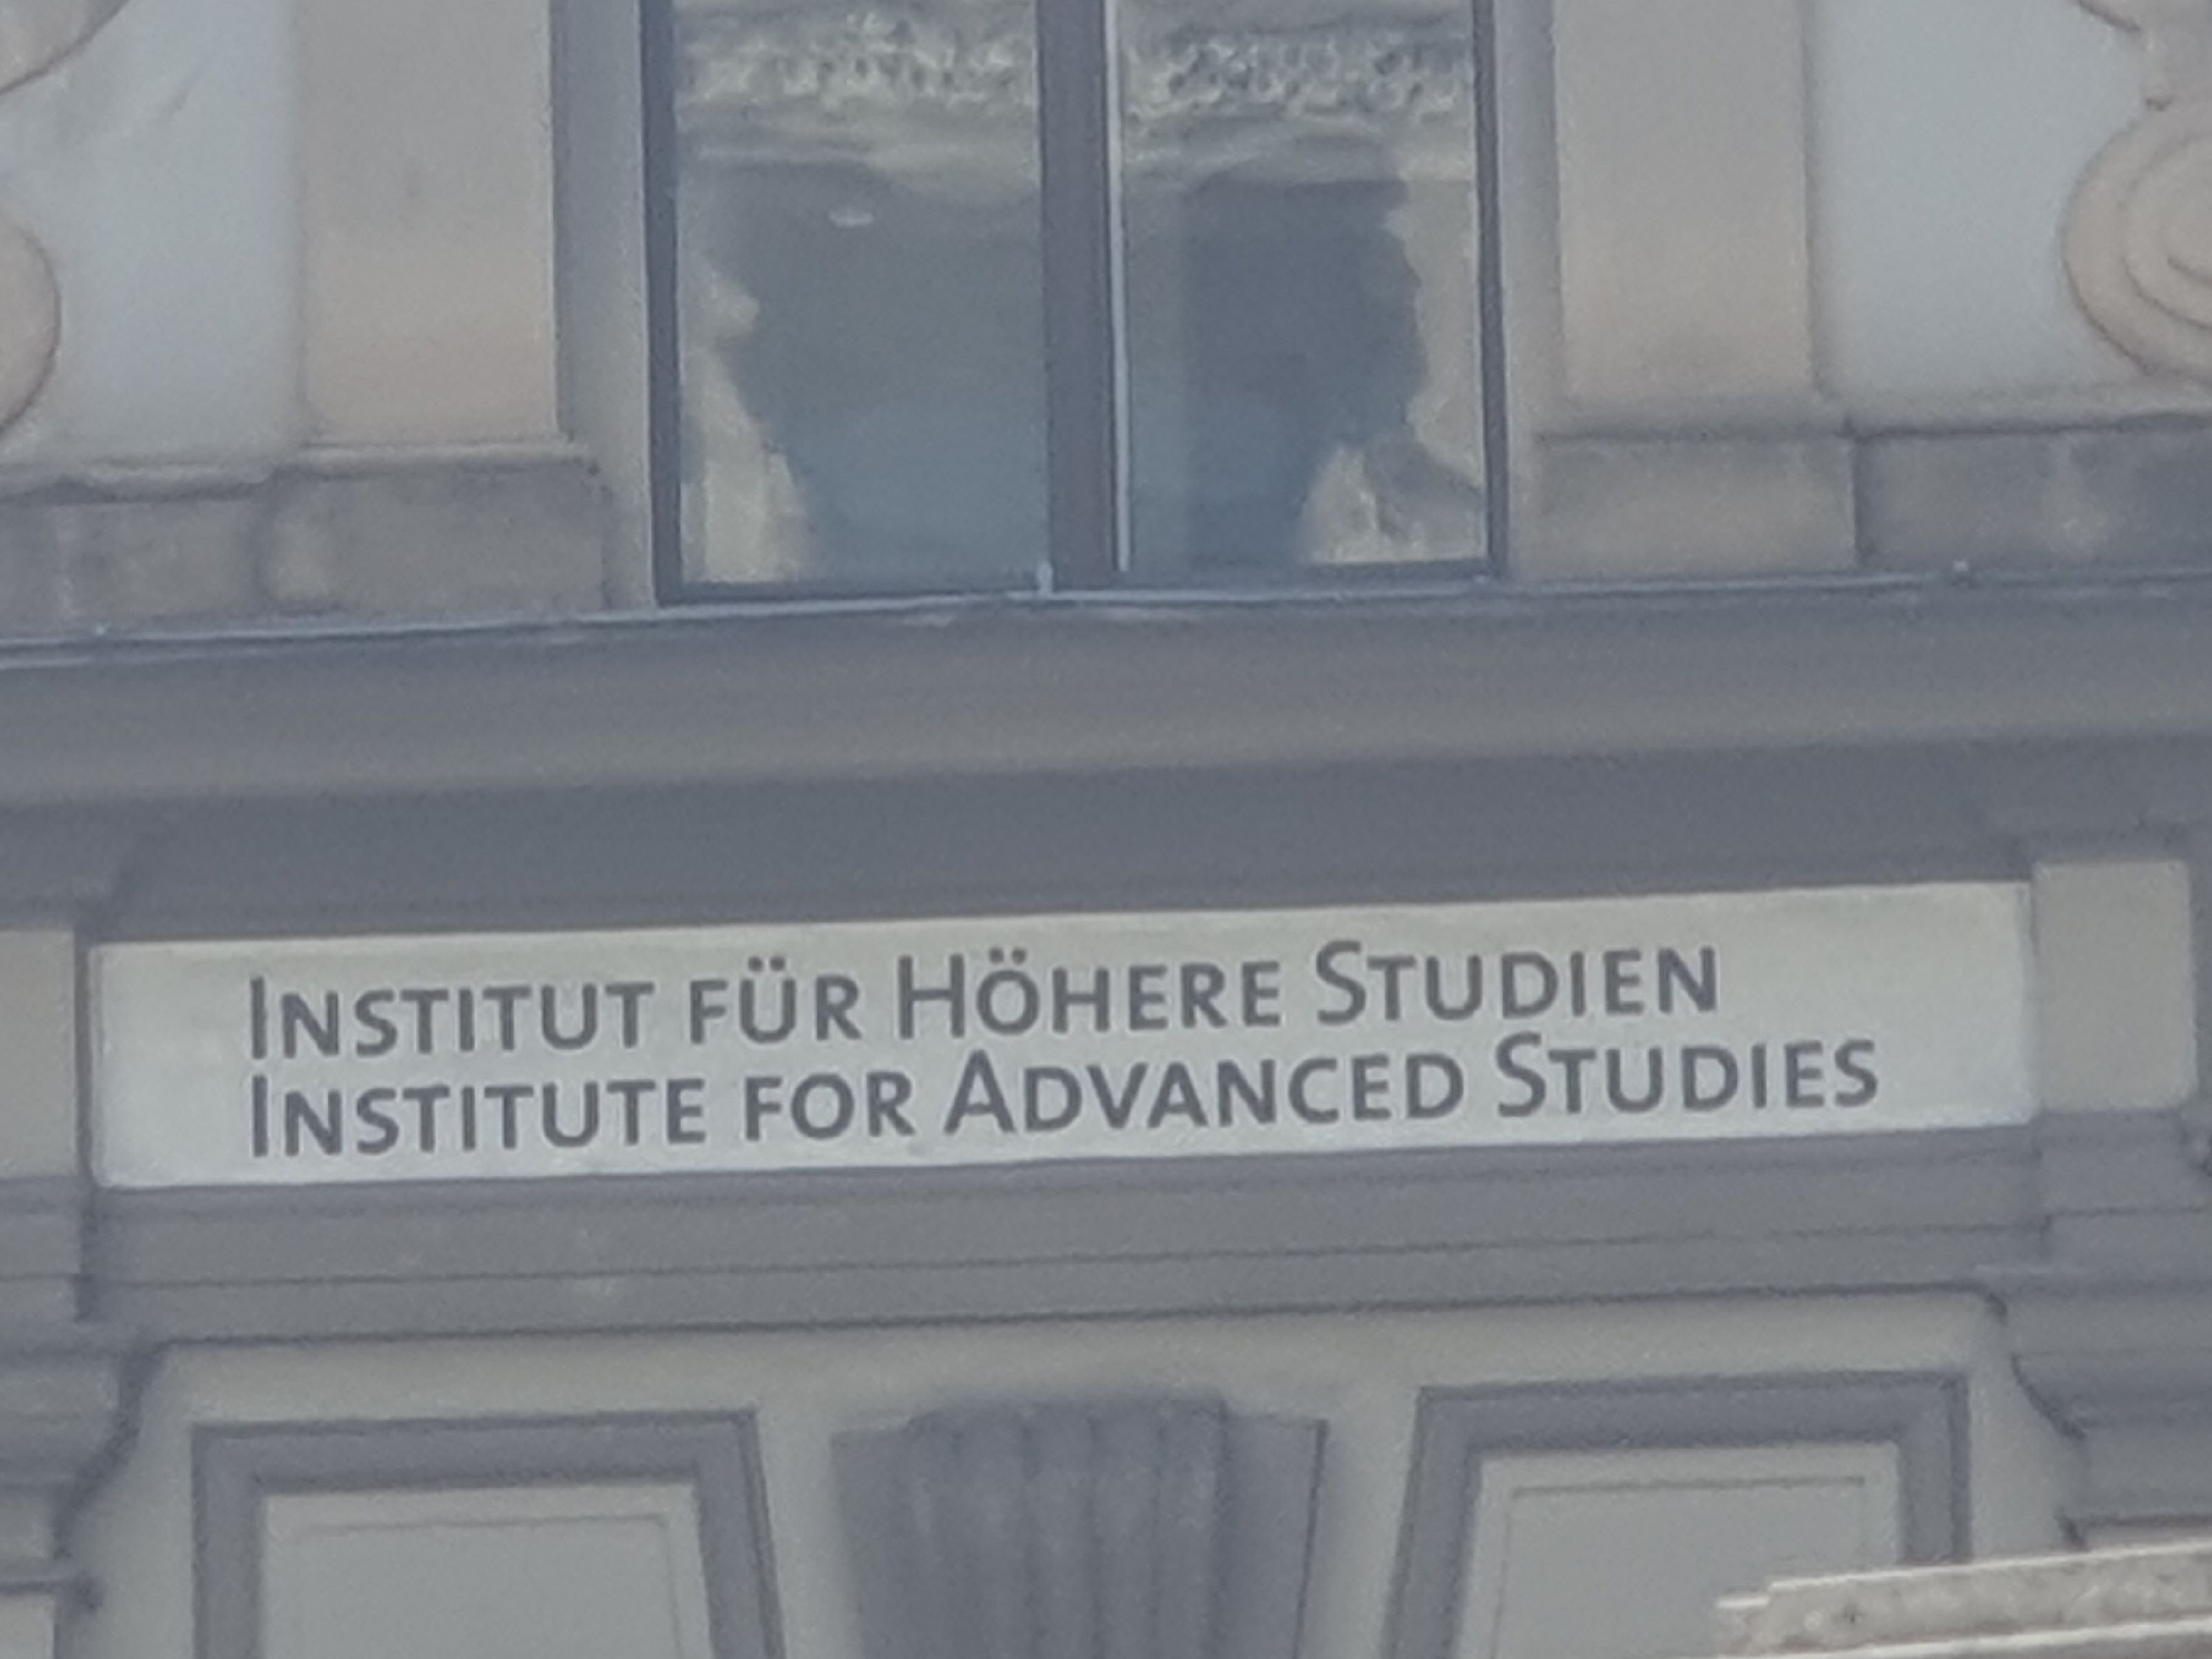 Institut für Höhere Studien
Institute for Advanced Studies